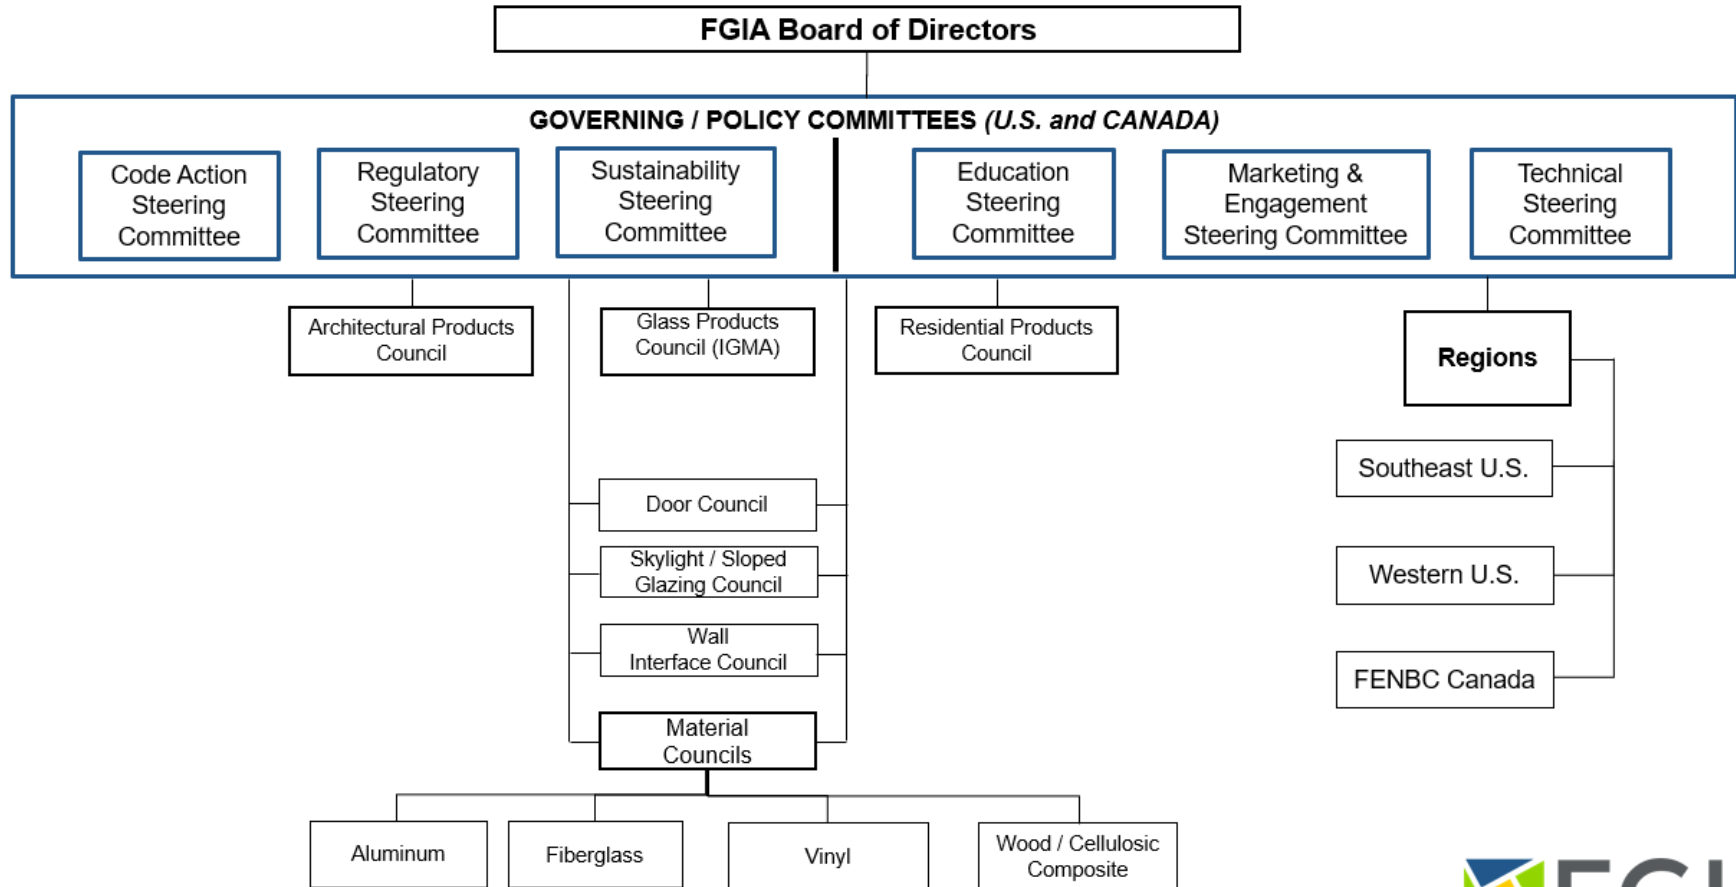 FGIA Board of Directors
GOVERNING / POLICY COMMITTEES (U.S. and CANADA)
Code Action
Steering
Committee
Regulatory
Steering
Committee
Sustainability
Steering
Committee
Education
Steering
Committee
Marketing &
Engagement
Steering Committee
Technical
Steering
Committee
Architectural Products
Council
Glass Products
Council (IGMA)
Residential Products
Council
Regions
Door Council
Skylight / Sloped
Glazing Council
Wall
Interface Council
Material
Councils
Southeast U.S.
Western U.S.
FENBC Canada
Aluminum
Fiberglass
Vinyl
Wood / Cellulosic
Composite